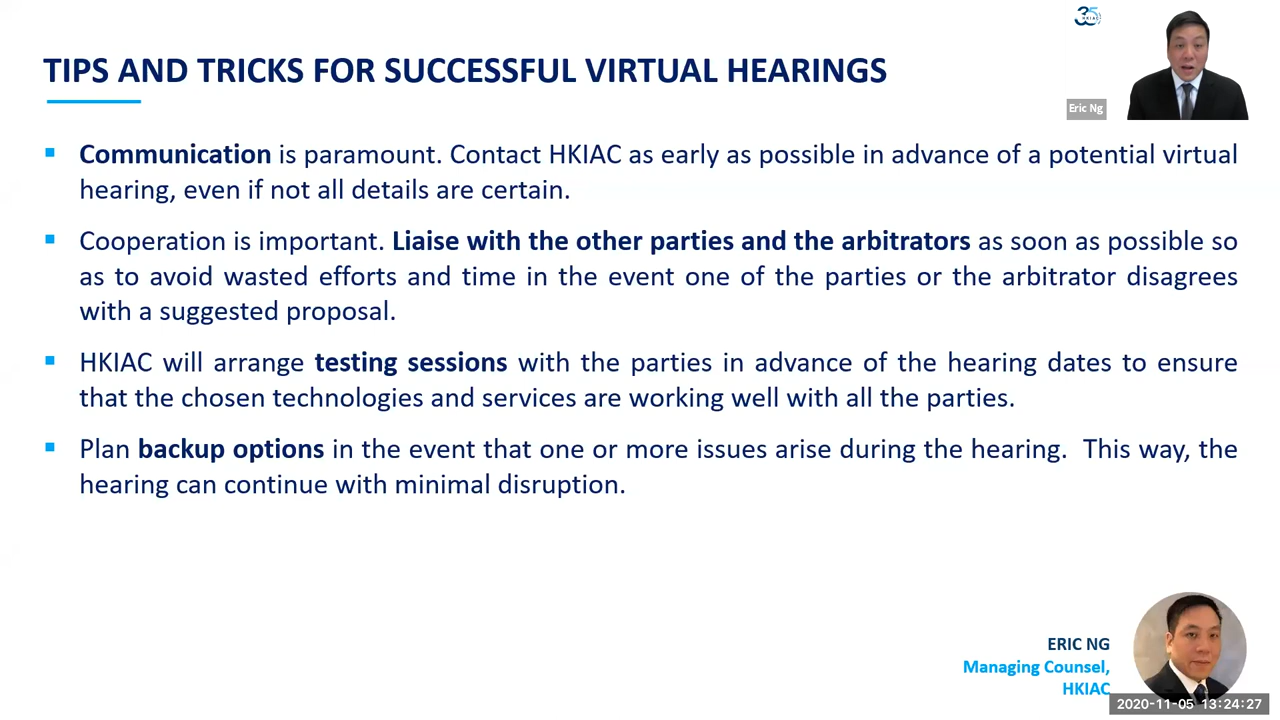 35
HKIAC
TIPS AND TRICKS FOR SUCCESSFUL VIRTUAL HEARINGS
Eric Ng
▪ Communication is paramount. Contact HKIAC as early as possible in advance of a potential virtual
hearing, even if not all details are certain.
▪ Cooperation is important. Liaise with the other parties and the arbitrators as soon as possible so
as to avoid wasted efforts and time in the event one of the parties or the arbitrator disagrees
with a suggested proposal.
▪ HKIAC will arrange testing sessions with the parties in advance of the hearing dates to ensure
that the chosen technologies and services are working well with all the parties.
▪ Plan backup options in the event that one or more issues arise during the hearing.  This way, the
hearing can continue with minimal disruption.
ERIC NG
Managing Counsel,
HKIAC
2020-11-05 13:24:27